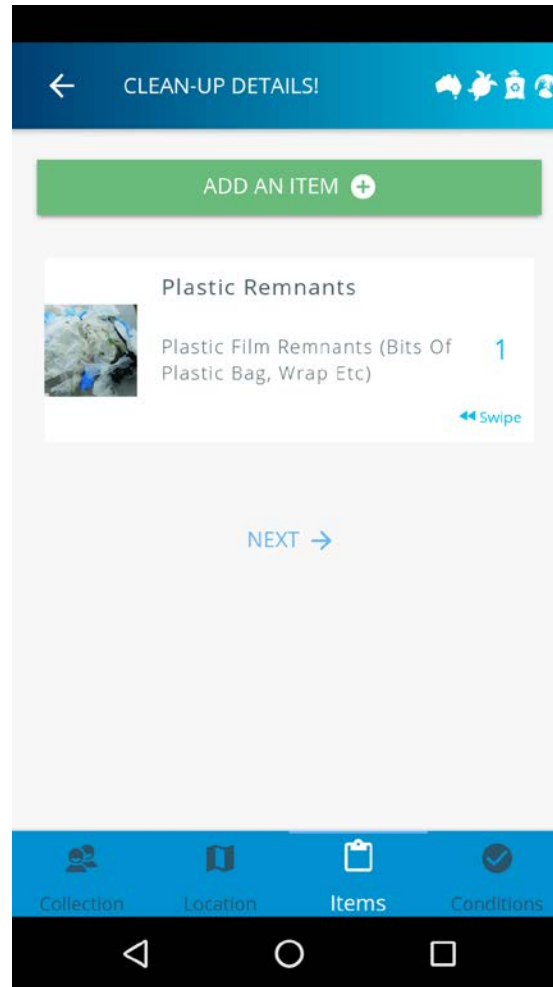 CLEAN-UP DETAILS!
ADD AN ITEM
Plastic Remnants
Plastic Film Remnants (Bits Of
Plastic Bag, Wrap Etc)
1
Swipe
NEXT
Collection
Location
Items
Conditions